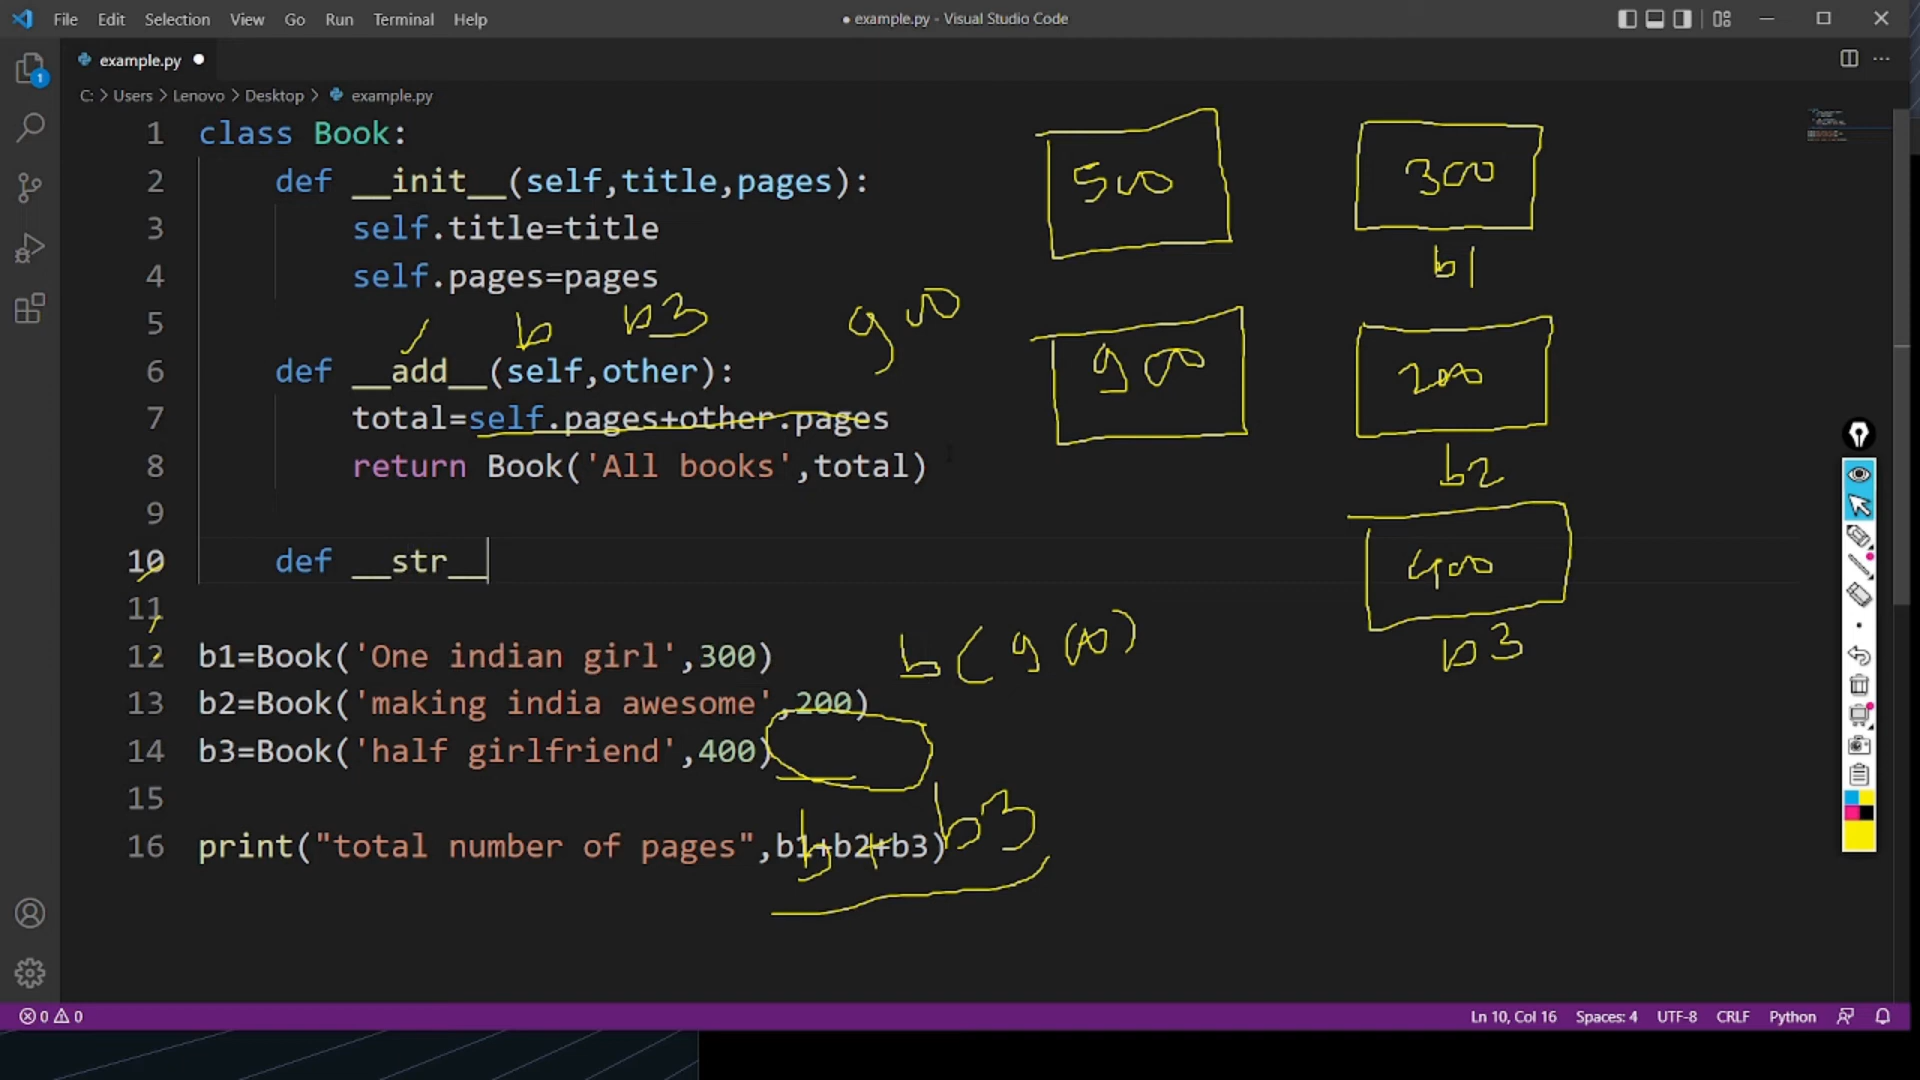 File Edit Selection View Go Run Terminal Help
● example.py - Visual Studio Code
example.py ●
1
C: > Users > Lenovo > Desktop > example.py
1 class Book:
2 def __init__(self,title,pages):
3 self.title=title
4 self.pages=pages
5
6 def __add__(self,other):
7 total=self.pages+other.pages
8 return Book('All books',total)
9
10 def __str__
11
12 b1=Book('One indian girl',300)
13 b2=Book('making india awesome',200)
14 b3=Book('half girlfriend',400)
15
16 print("total number of pages",b1+b2+b3)
500
300
b1
b b3 900
900
200
b2
400
b3
b(900)
b+b3
0 0
Ln 10, Col 16 Spaces: 4 UTF-8 CRLF Python